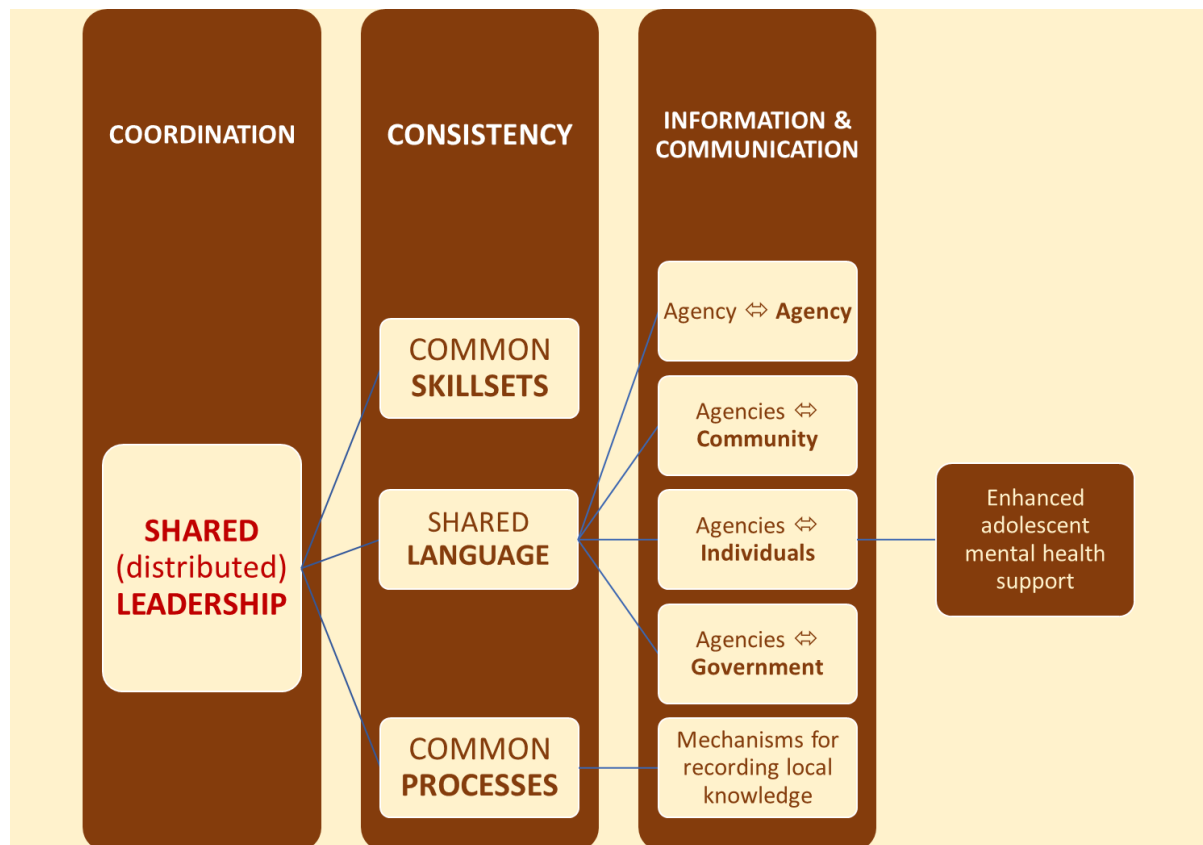 COORDINATION
CONSISTENCY
INFORMATION &
COMMUNICATION
SHARED
(distributed)
LEADERSHIP
COMMON
SKILLSETS
SHARED
LANGUAGE
COMMON
PROCESSES
Agency ⬄ Agency
Agencies ⬄
Community
Agencies ⬄
Individuals
Agencies ⬄
Government
Mechanisms for
recording local
knowledge
Enhanced
adolescent
mental health
support